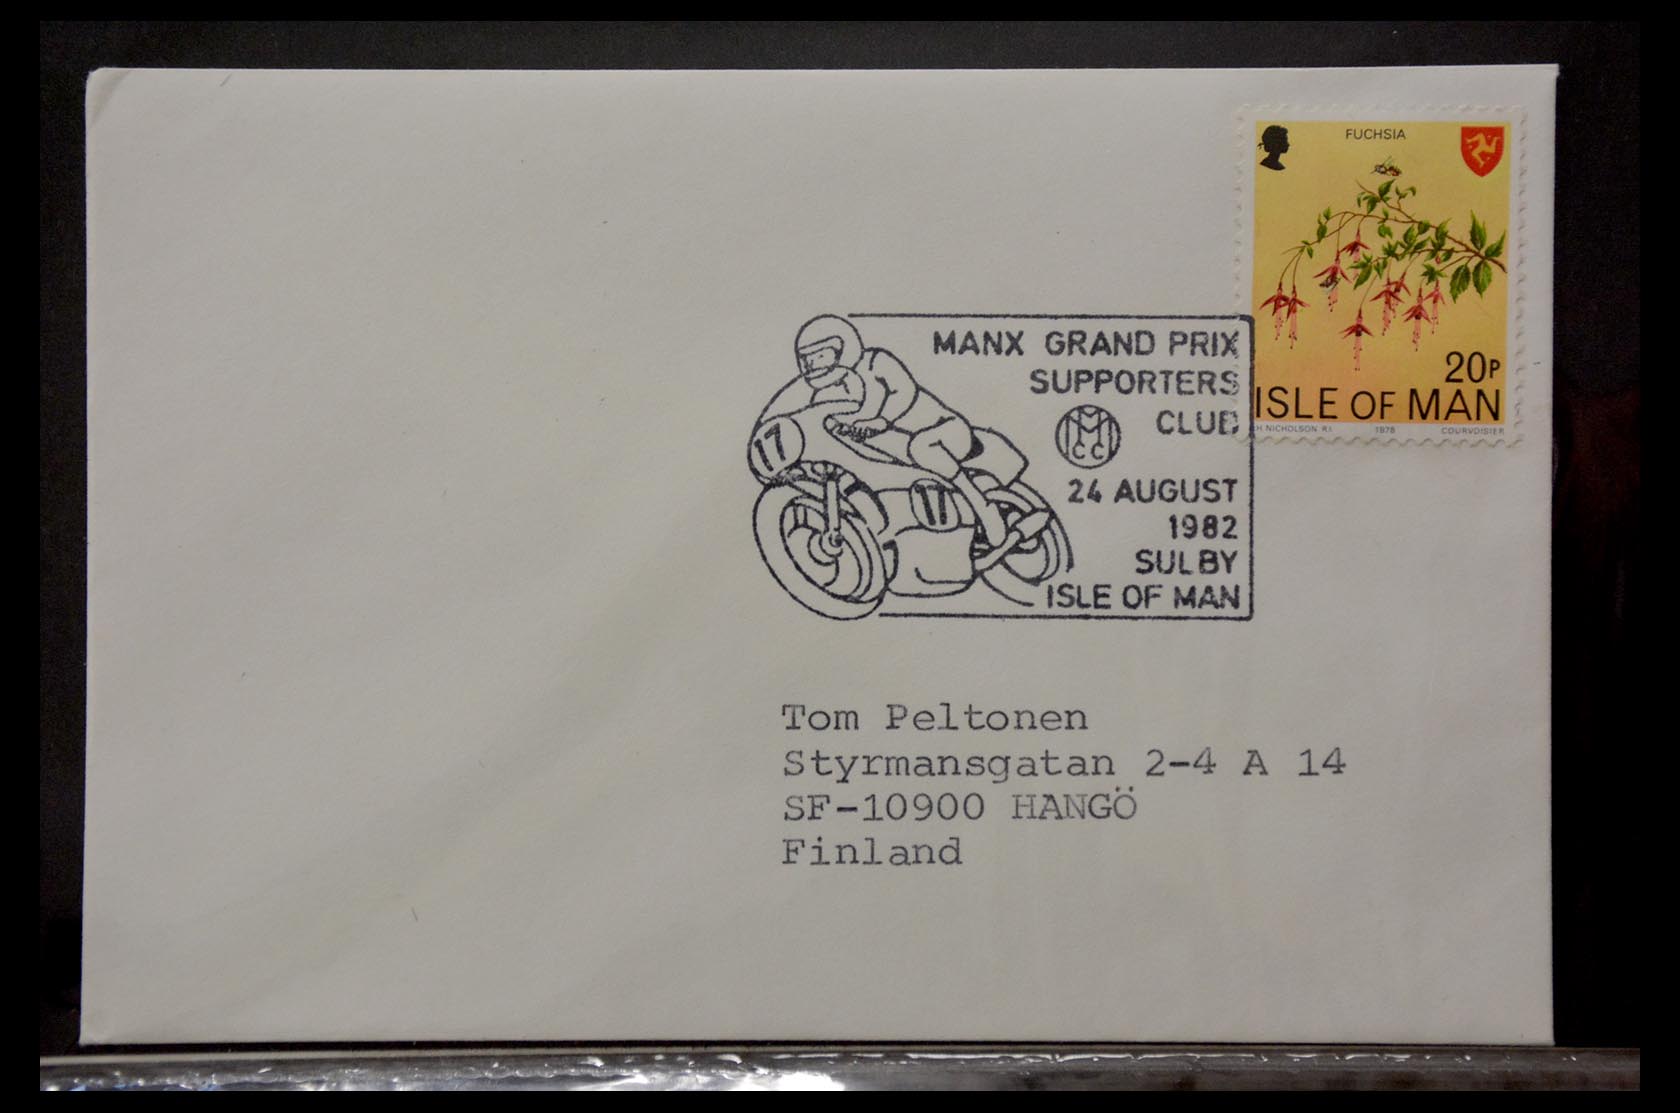 FUCHSIA
20P
ISLE OF MAN
H NICHOLSON R.I. 1978 COURVOISIER
MANX GRAND PRIX
SUPPORTERS
CLUB
MMCC
24 AUGUST
1982
SULBY
ISLE OF MAN
17
17
Tom Peltonen
Styrmansgatan 2-4 A 14
SF-10900 HANGÖ
Finland